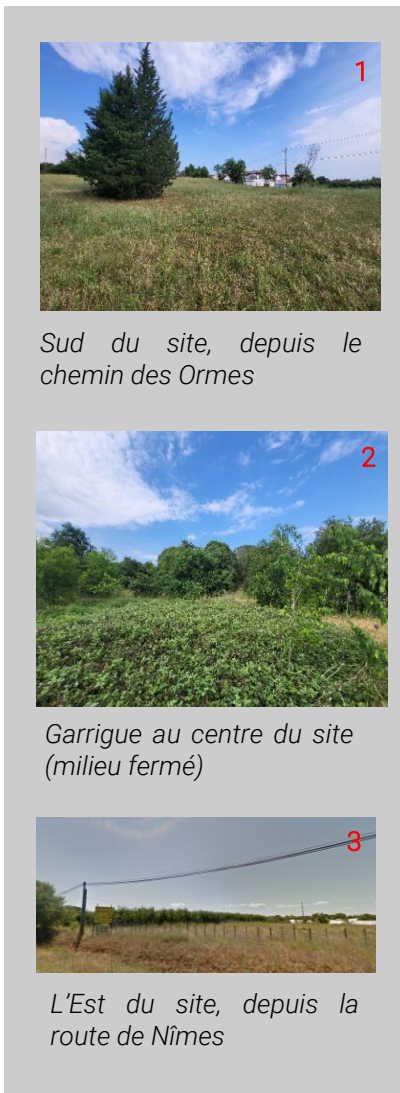 1
Sud du site, depuis le
chemin des Ormes
2
Garrigue au centre du site
(milieu fermé)
3
L'Est du site, depuis la
route de Nîmes